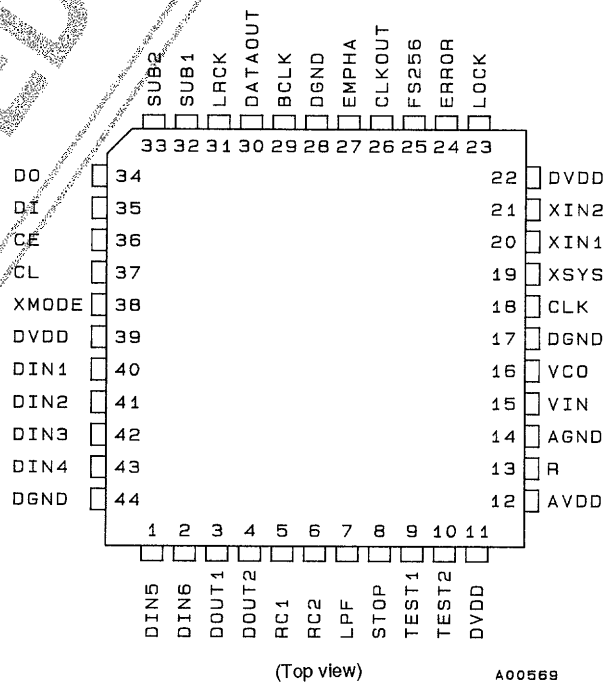 SUB2 SUB1 LRCK DATAOUT BCLK DGND EMPHA CLKOUT FS256 ERROR LOCK
33 32 31 30 29 28 27 26 25 24 23
DO 34 22 DVDD
DI 35 21 XIN2
CE 36 20 XIN1
CL 37 19 XSYS
XMODE 38 18 CLK
DVDD 39 17 DGND
DIN1 40 16 VCO
DIN2 41 15 VIN
DIN3 42 14 AGND
DIN4 43 13 R
DGND 44 12 AVDD
1 2 3 4 5 6 7 8 9 10 11
DIN5 DIN6 DOUT1 DOUT2 RC1 RC2 LPF STOP TEST1 TEST2 DVDD
(Top view)
A00569